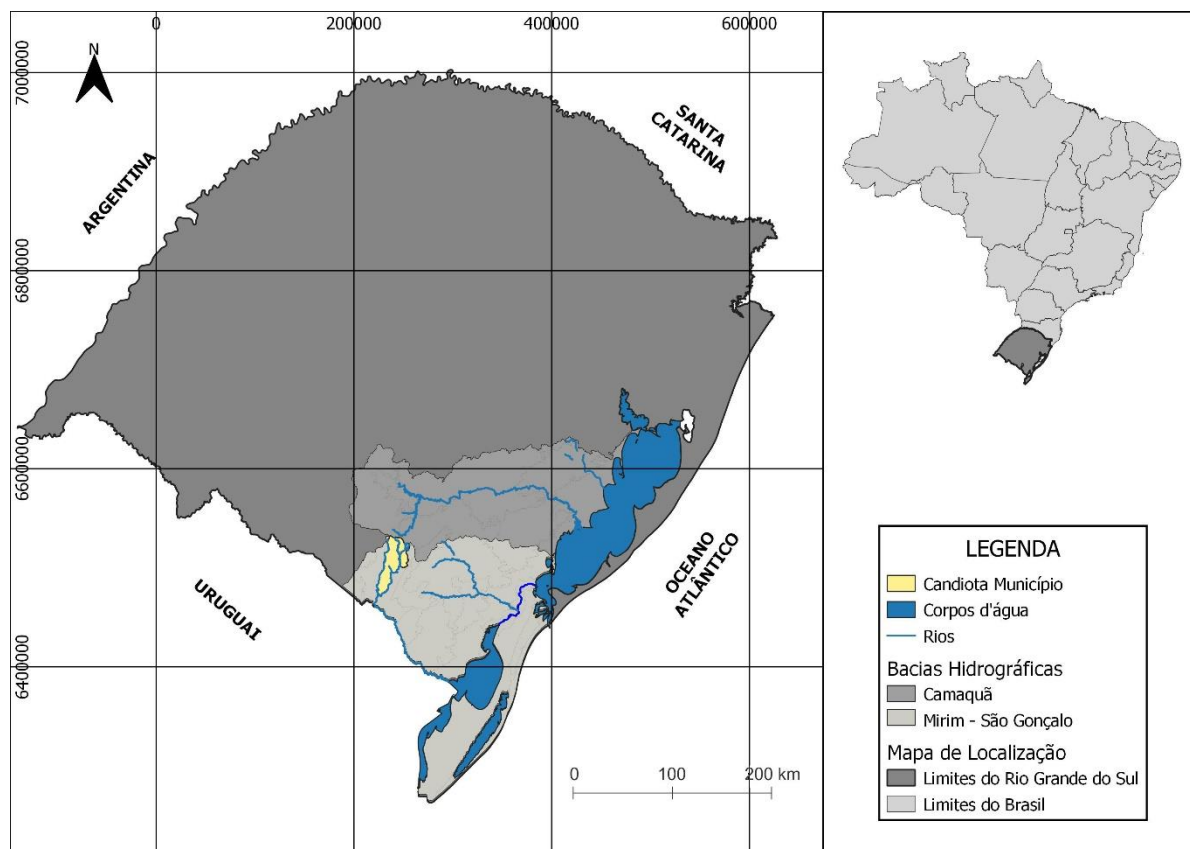 0
200000
400000
600000
N
7000000
6800000
6600000
6400000
ARGENTINA
SANTA
CATARINA
URUGUAI
OCEANO
ATLÂNTICO
0
100
200 km
LEGENDA
Candiota Município
Corpos d'água
Rios
Bacias Hidrográficas
Camaquã
Mirim - São Gonçalo
Mapa de Localização
Limites do Rio Grande do Sul
Limites do Brasil